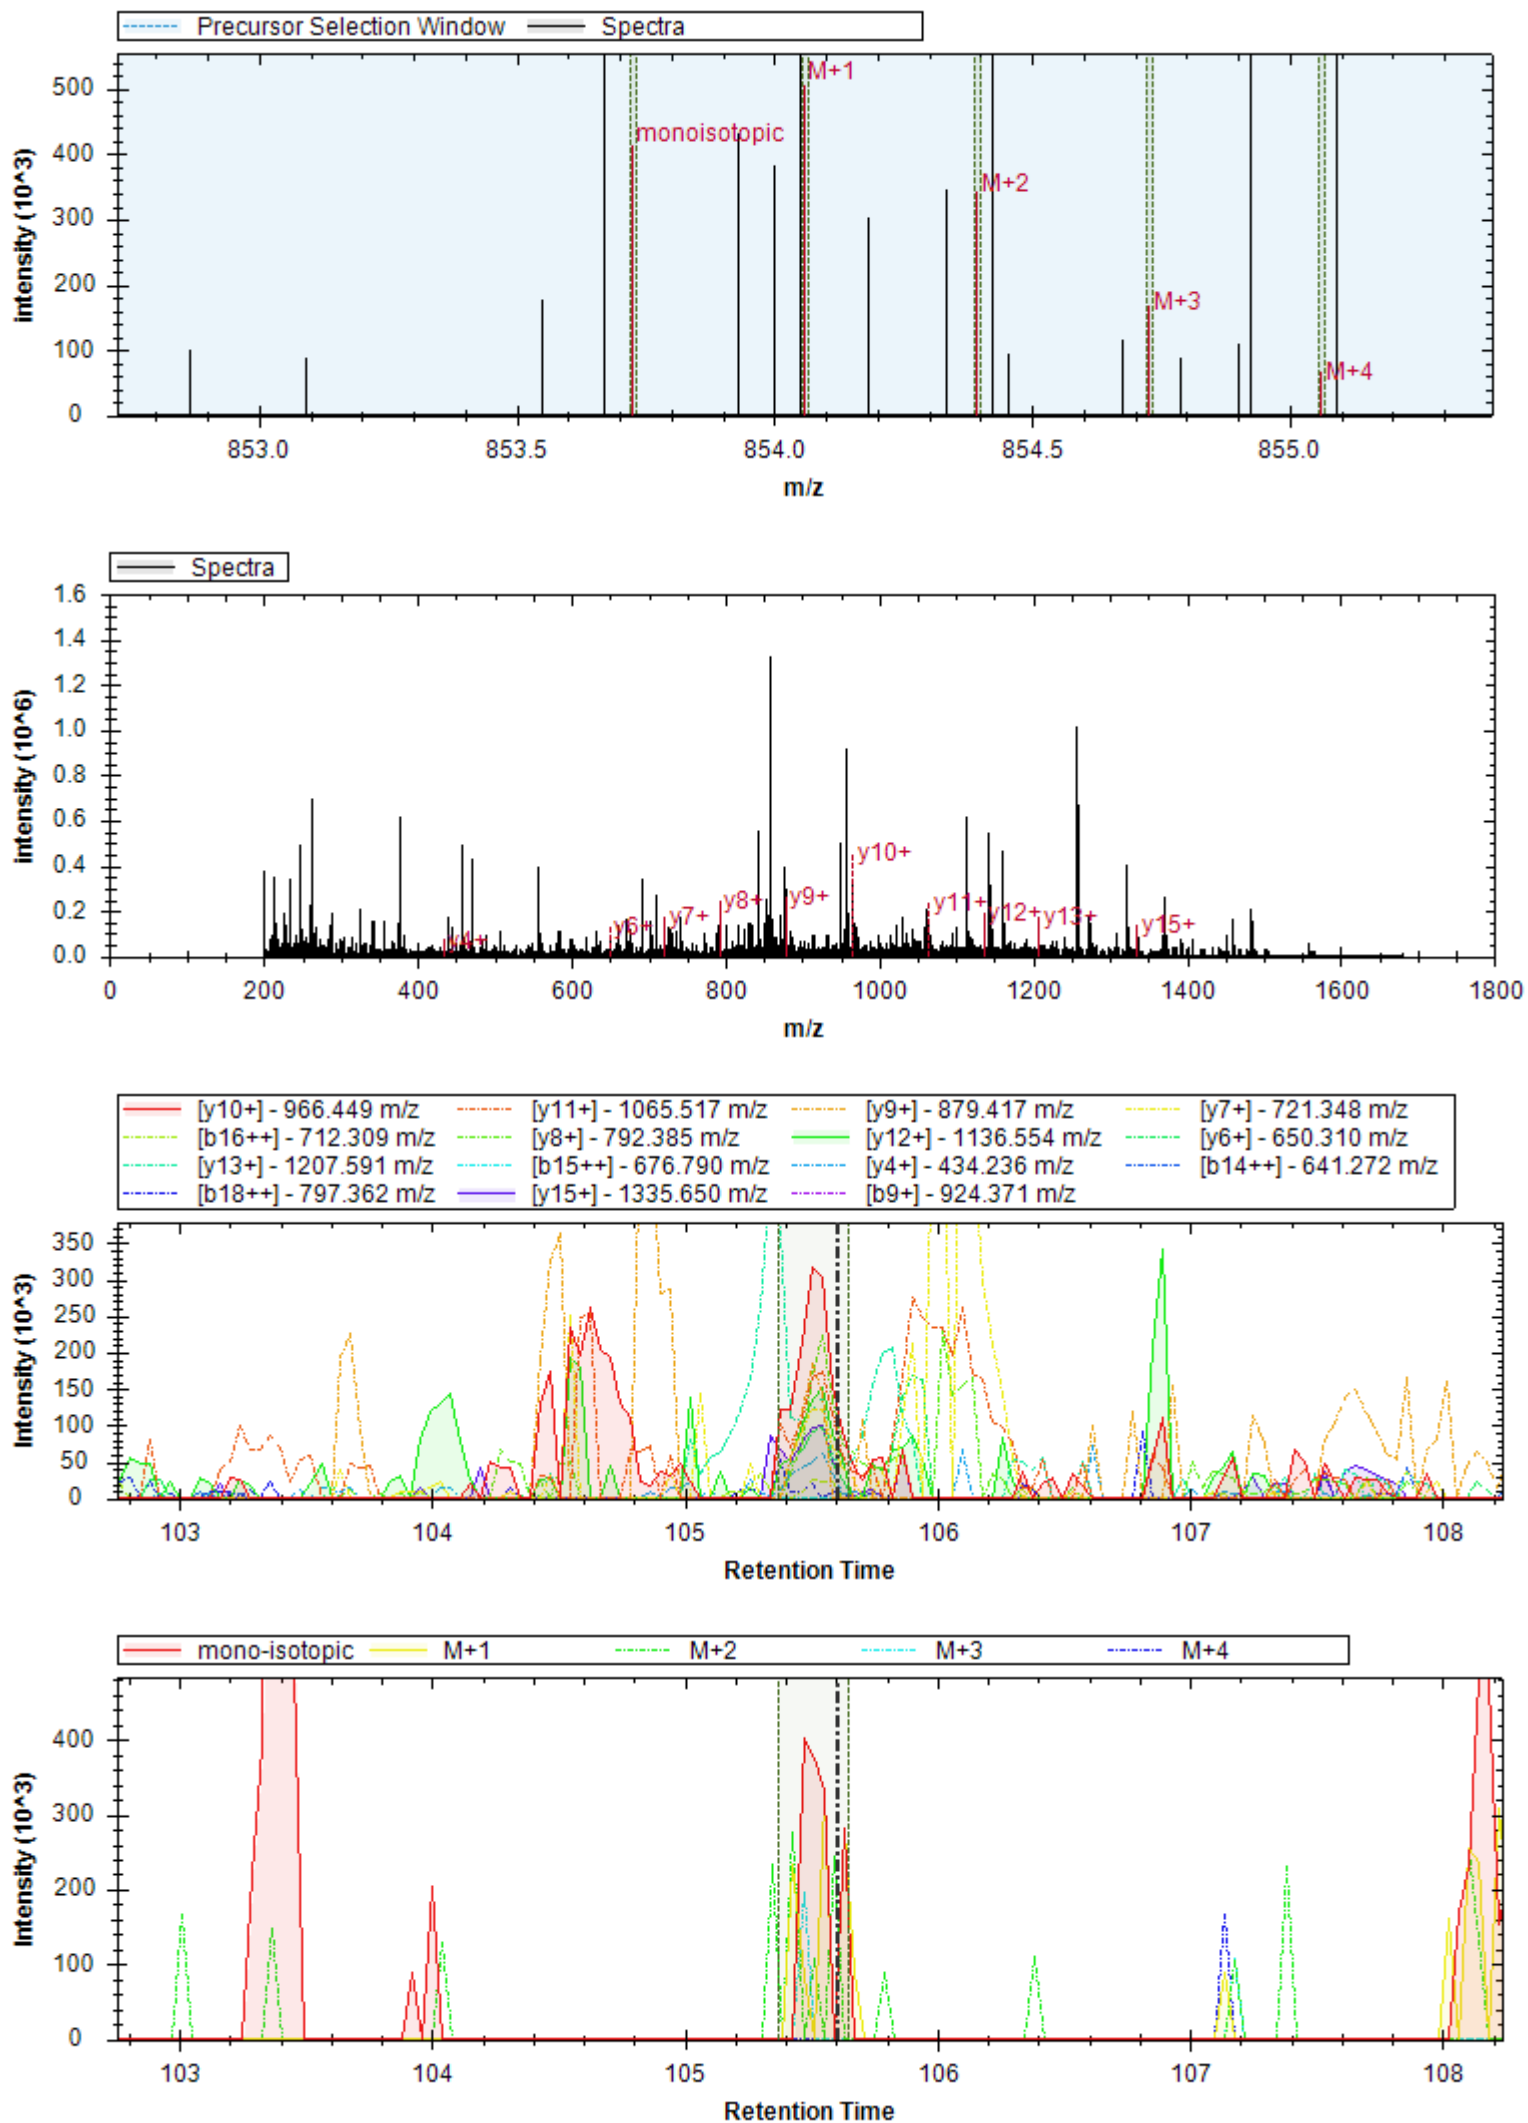 Precursor Selection Window Spectra
500
400
300
200
100
0
intensity (10^3)
monoisotopic
M+1
M+2
M+3
M+4
853.0 853.5 854.0 854.5 855.0
m/z
Spectra
1.6
1.4
1.2
1.0
0.8
0.6
0.4
0.2
0.0
intensity (10^6)
y4+ y6+ y7+ y8+ y9+ y10+ y11+ y12+ y13+ y15+
0 200 400 600 800 1000 1200 1400 1600 1800
m/z
[y10+] - 966.449 m/z [y11+] - 1065.517 m/z [y9+] - 879.417 m/z [y7+] - 721.348 m/z
[b16++] - 712.309 m/z [y8+] - 792.385 m/z [y12+] - 1136.554 m/z [y6+] - 650.310 m/z
[y13+] - 1207.591 m/z [b15++] - 676.790 m/z [y4+] - 434.236 m/z [b14++] - 641.272 m/z
[b18++] - 797.362 m/z [y15+] - 1335.650 m/z [b9+] - 924.371 m/z
350
300
250
200
150
100
50
0
Intensity (10^3)
103 104 105 106 107 108
Retention Time
mono-isotopic M+1 M+2 M+3 M+4
400
300
200
100
0
Intensity (10^3)
103 104 105 106 107 108
Retention Time